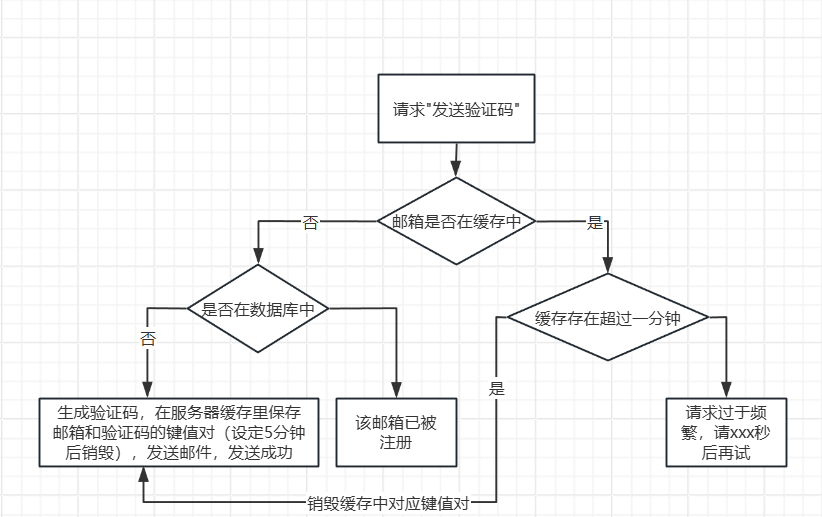 请求"发送验证码"
邮箱是否在缓存中
否
是
是否在数据库中
缓存存在超过一分钟
否
是
生成验证码，在服务器缓存里保存
邮箱和验证码的键值对（设定5分钟
后销毁），发送邮件，发送成功
该邮箱已被
注册
请求过于频
繁，请xxx秒
后再试
销毁缓存中对应键值对